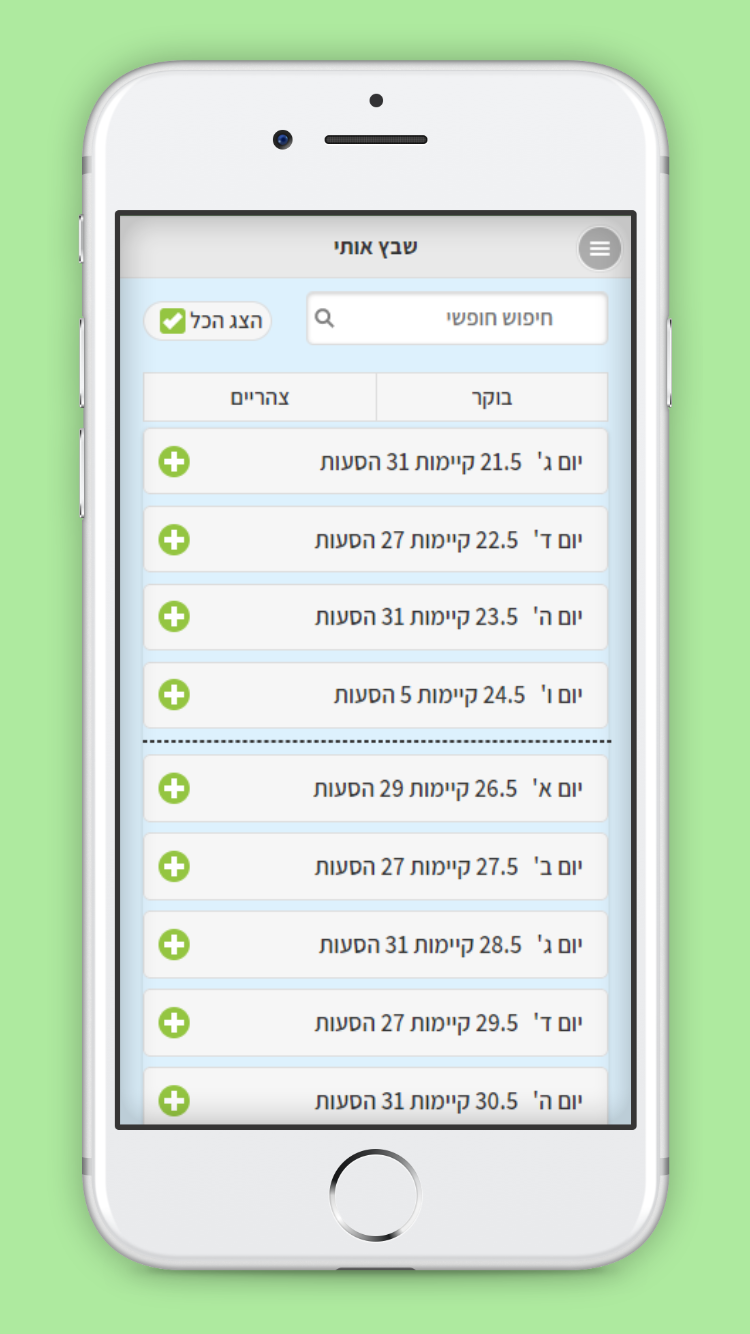 שבץ אותי
חיפוש חופשי
הצג הכל
בוקר
צהריים
יום ג' 21.5 קיימות 31 הסעות
יום ד' 22.5 קיימות 27 הסעות
יום ה' 23.5 קיימות 31 הסעות
יום ו' 24.5 קיימות 5 הסעות
יום א' 26.5 קיימות 29 הסעות
יום ב' 27.5 קיימות 27 הסעות
יום ג' 28.5 קיימות 31 הסעות
יום ד' 29.5 קיימות 27 הסעות
יום ה' 30.5 קיימות 31 הסעות